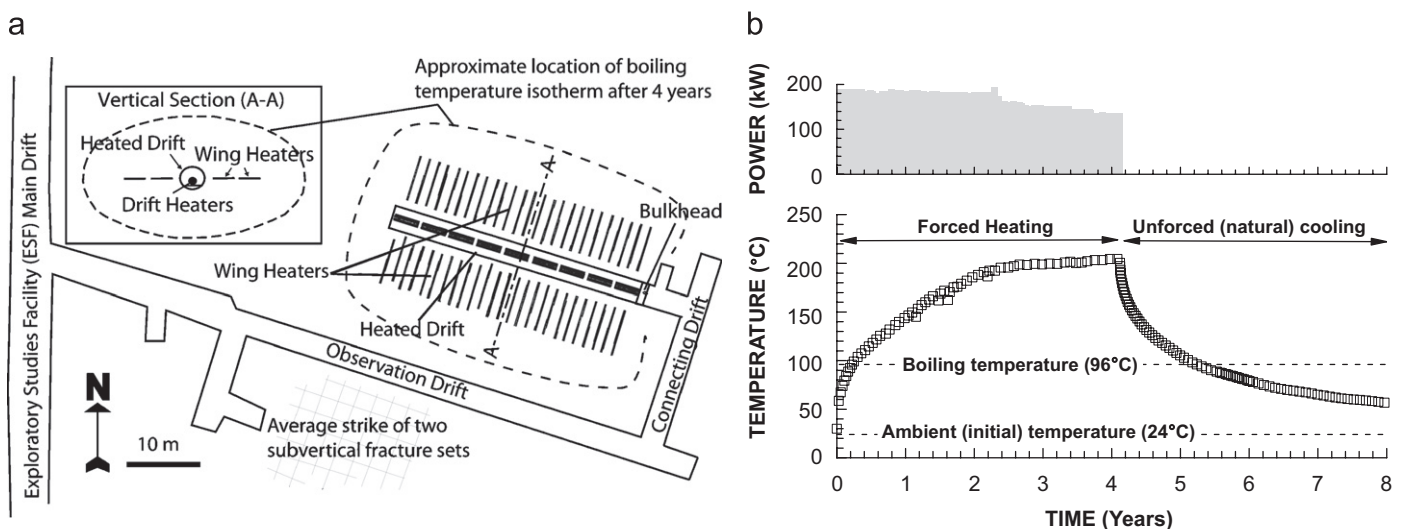 a
Approximate location of boiling
temperature isotherm after 4 years
Vertical Section (A-A)
Heated Drift
Wing Heaters
Drift Heaters
A
Bulkhead
Wing Heaters
Heated Drift
A
Observation Drift
Connecting Drift
Exploratory Studies Facility (ESF) Main Drift
N
10 m
Average strike of two
subvertical fracture sets
b
POWER (kW)
200
100
0
TEMPERATURE (°C)
250
200
150
100
50
0
Forced Heating
Unforced (natural) cooling
Boiling temperature (96°C)
Ambient (initial) temperature (24°C)
0 1 2 3 4 5 6 7 8
TIME (Years)